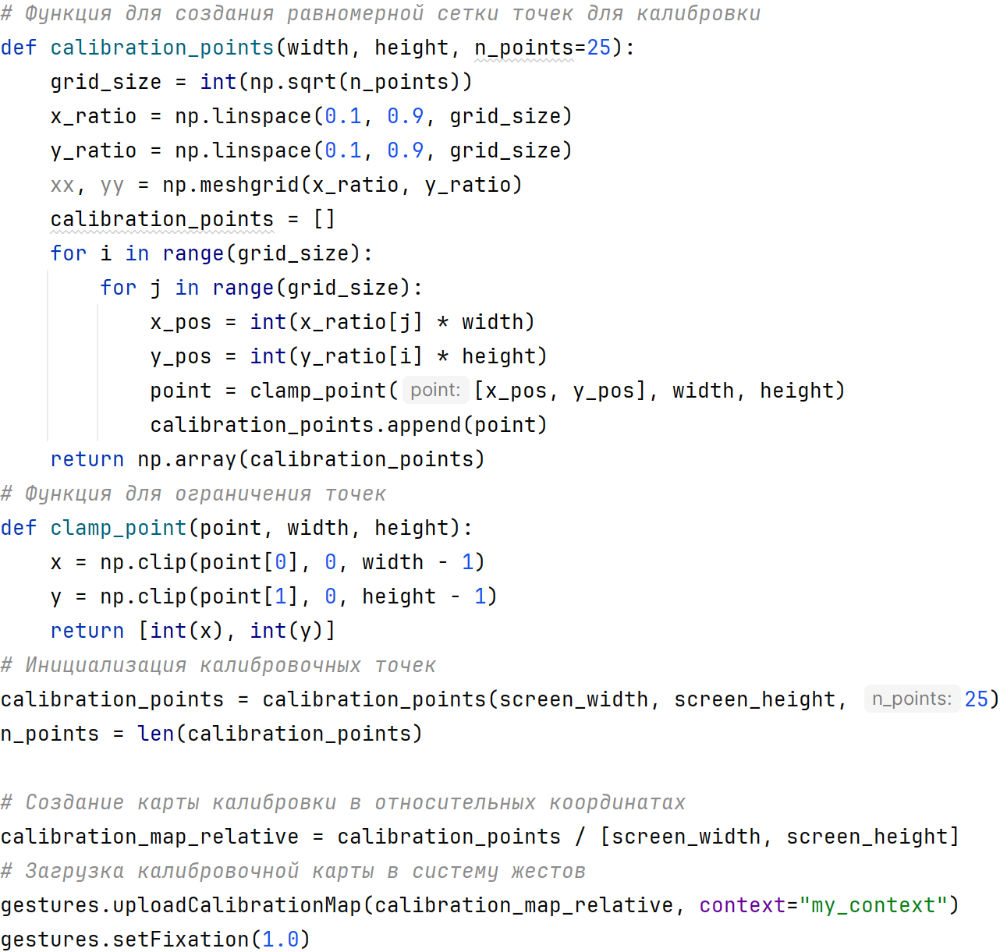 # Функция для создания равномерной сетки точек для калибровки
def calibration_points(width, height, n_points=25):
    grid_size = int(np.sqrt(n_points))
    x_ratio = np.linspace(0.1, 0.9, grid_size)
    y_ratio = np.linspace(0.1, 0.9, grid_size)
    xx, yy = np.meshgrid(x_ratio, y_ratio)
    calibration_points = []
    for i in range(grid_size):
        for j in range(grid_size):
            x_pos = int(x_ratio[j] * width)
            y_pos = int(y_ratio[i] * height)
            point = clamp_point( point: [x_pos, y_pos], width, height)
            calibration_points.append(point)
    return np.array(calibration_points)
# Функция для ограничения точек
def clamp_point(point, width, height):
    x = np.clip(point[0], 0, width - 1)
    y = np.clip(point[1], 0, height - 1)
    return [int(x), int(y)]
# Инициализация калибровочных точек
calibration_points = calibration_points(screen_width, screen_height, n_points: 25)
n_points = len(calibration_points)

# Создание карты калибровки в относительных координатах
calibration_map_relative = calibration_points / [screen_width, screen_height]
# Загрузка калибровочной карты в систему жестов
gestures.uploadCalibrationMap(calibration_map_relative, context="my_context")
gestures.setFixation(1.0)